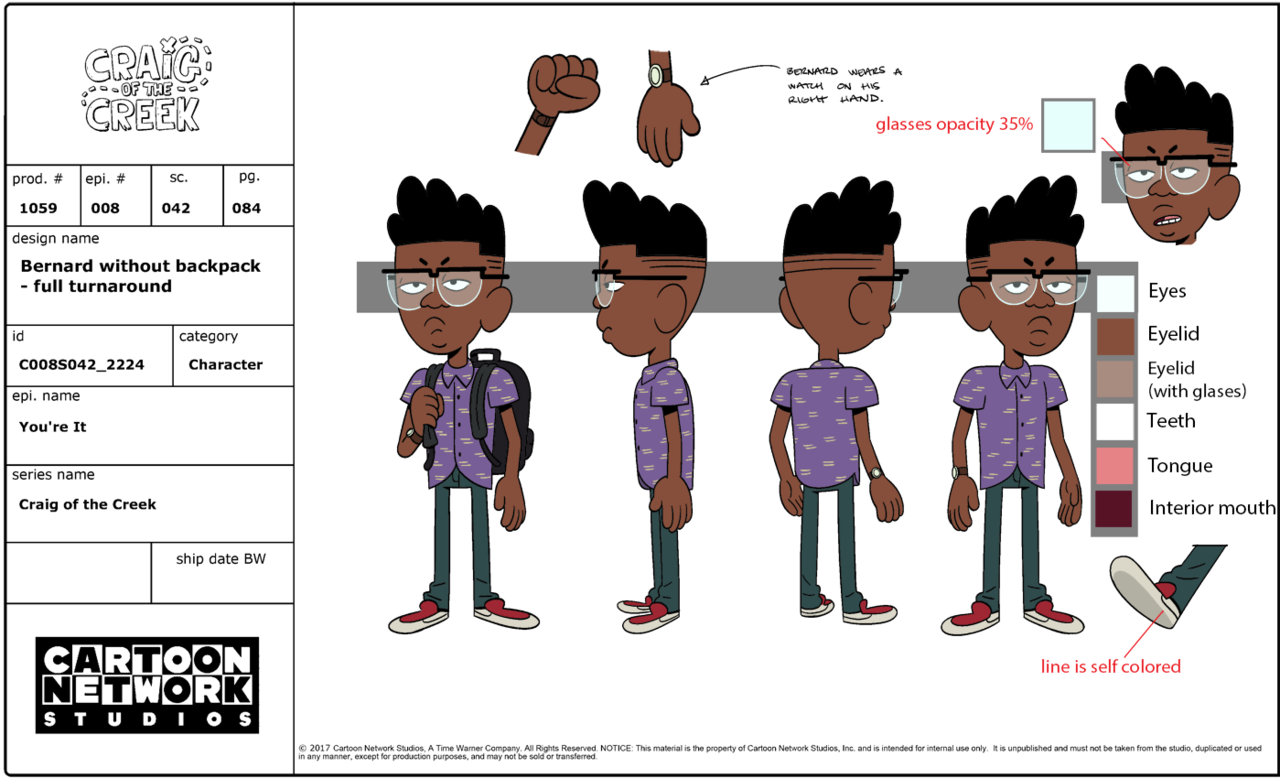 CRAIG
OF THE
CREEK
prod. #
epi. #
sc.
pg.
1059
008
042
084
design name
Bernard without backpack
- full turnaround
id
category
C008S042_2224
Character
epi. name
You're It
series name
Craig of the Creek
ship date BW
CARTOON
NETWORK
STUDIOS
BERNARD WEARS A
WATCH ON HIS
RIGHT HAND.
glasses opacity 35%
Eyes
Eyelid
Eyelid
(with glases)
Teeth
Tongue
Interior mouth
line is self colored
© 2017 Cartoon Network Studios, A Time Warner Company. All Rights Reserved. NOTICE: This material is the property of Cartoon Network Studios, Inc. and is intended for internal use only. It is unpublished and must not be taken from the studio, duplicated or used
in any manner, except for production purposes, and may not be sold or transferred.